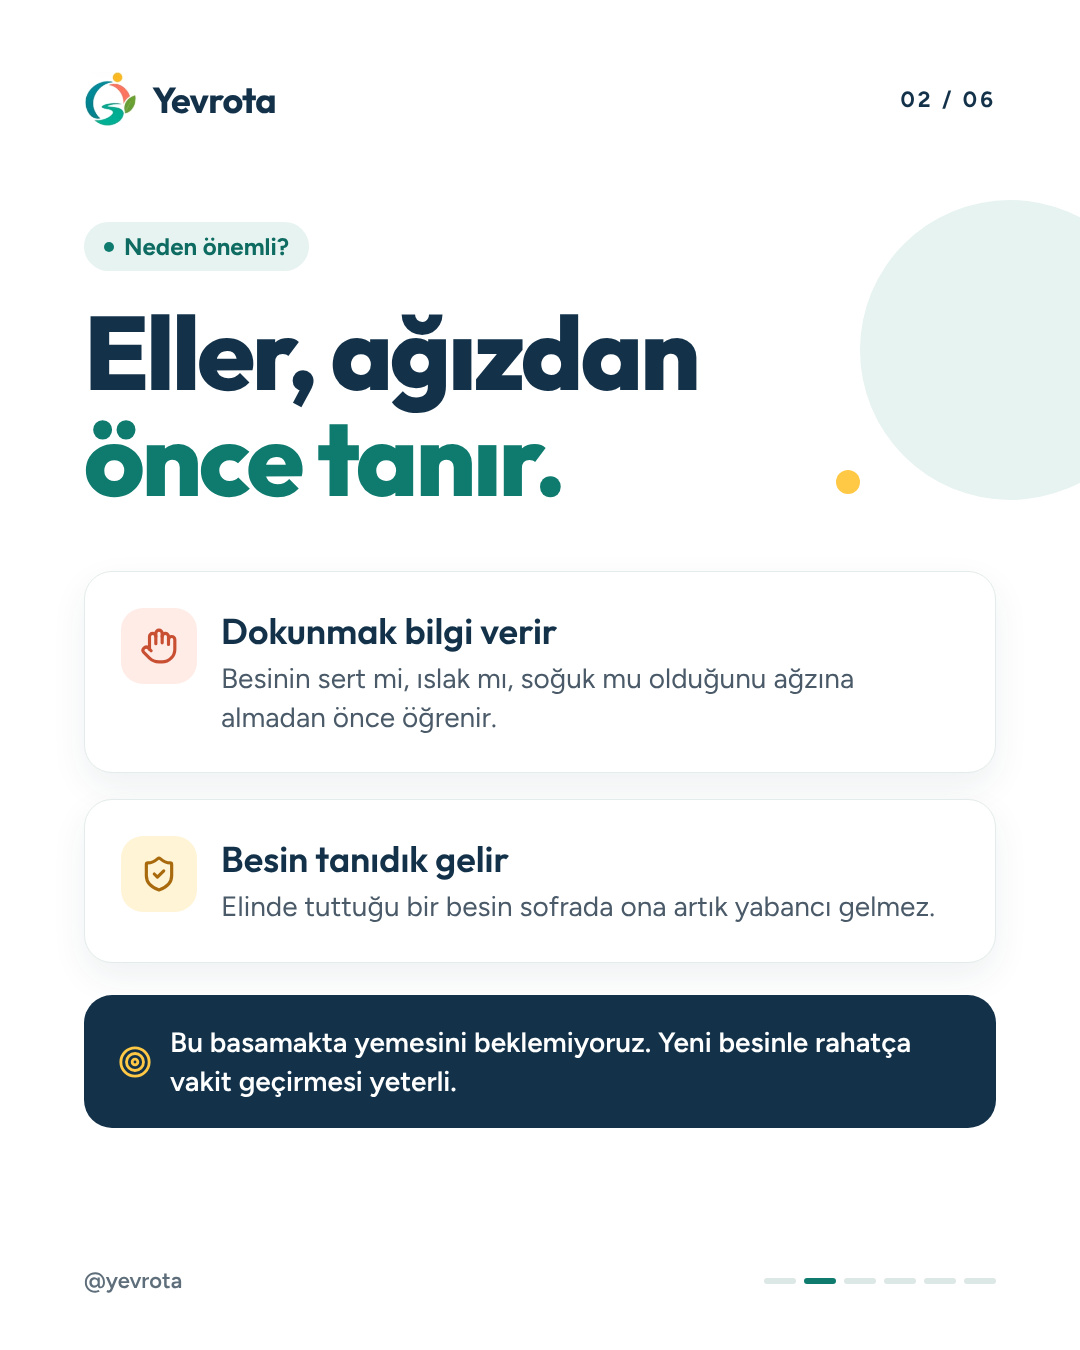 Yevrota
02 / 06
Neden önemli?
Eller, ağızdan
önce tanır.
Dokunmak bilgi verir
Besinin sert mi, ıslak mı, soğuk mu olduğunu ağzına
almadan önce öğrenir.
Besin tanıdık gelir
Elinde tuttuğu bir besin sofrada ona artık yabancı gelmez.
Bu basamakta yemesini beklemiyoruz. Yeni besinle rahatça
vakit geçirmesi yeterli.
@yevrota